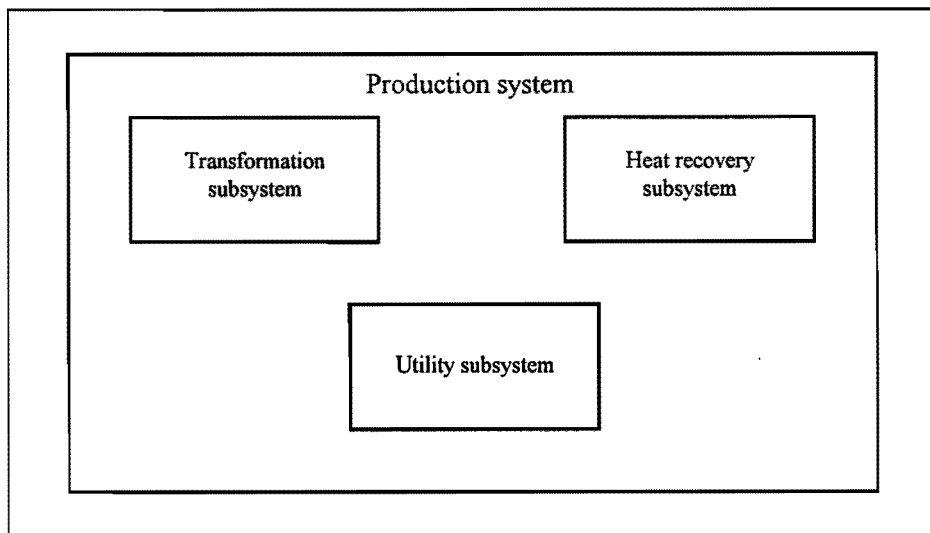 Production system
Transformation
subsystem
Heat recovery
subsystem
Utility subsystem